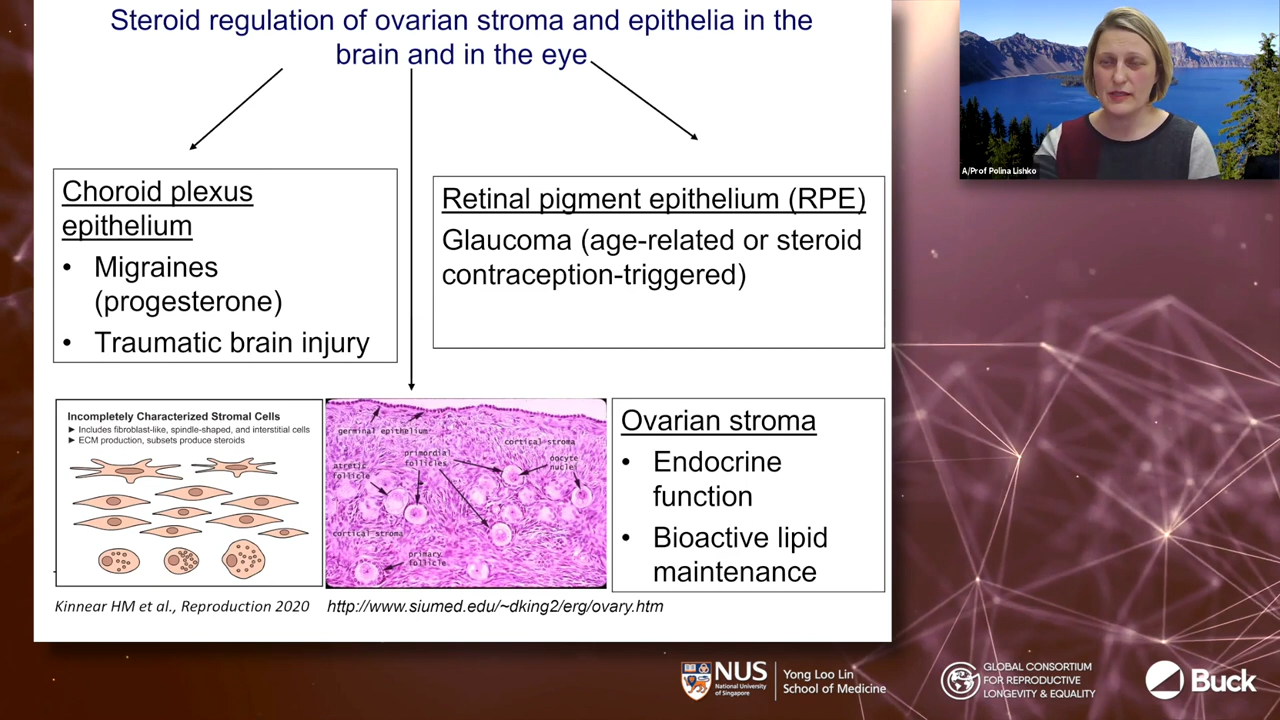 Steroid regulation of ovarian stroma and epithelia in the
brain and in the eye
A/Prof Polina Lishko
Choroid plexus
epithelium
• Migraines
(progesterone)
• Traumatic brain injury
Retinal pigment epithelium (RPE)
Glaucoma (age-related or steroid
contraception-triggered)
Incompletely Characterized Stromal Cells
► Includes fibroblast-like, spindle-shaped, and interstitial cells
► ECM production, subsets produce steroids
germinal epithelium
cortical stroma
primordial
follicles
oocyte
nuclei
atretic
follicle
cortical stroma
primary
follicle
Ovarian stroma
• Endocrine
function
• Bioactive lipid
maintenance
Kinnear HM et al., Reproduction 2020
http://www.siumed.edu/~dking2/erg/ovary.htm
NUS
National University
of Singapore
Yong Loo Lin
School of Medicine
GLOBAL CONSORTIUM
FOR REPRODUCTIVE
LONGEVITY & EQUALITY
Buck